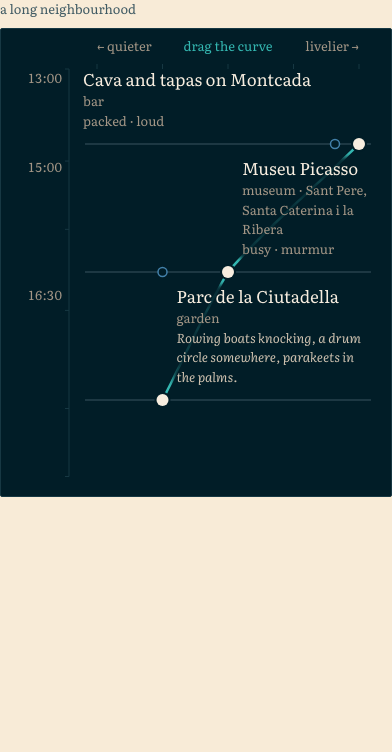 a long neighbourhood
← quieter drag the curve livelier →
13:00 Cava and tapas on Montcada
bar
packed · loud
15:00 Museu Picasso
museum · Sant Pere,
Santa Caterina i la
Ribera
busy · murmur
16:30 Parc de la Ciutadella
garden
Rowing boats knocking, a drum
circle somewhere, parakeets in
the palms.